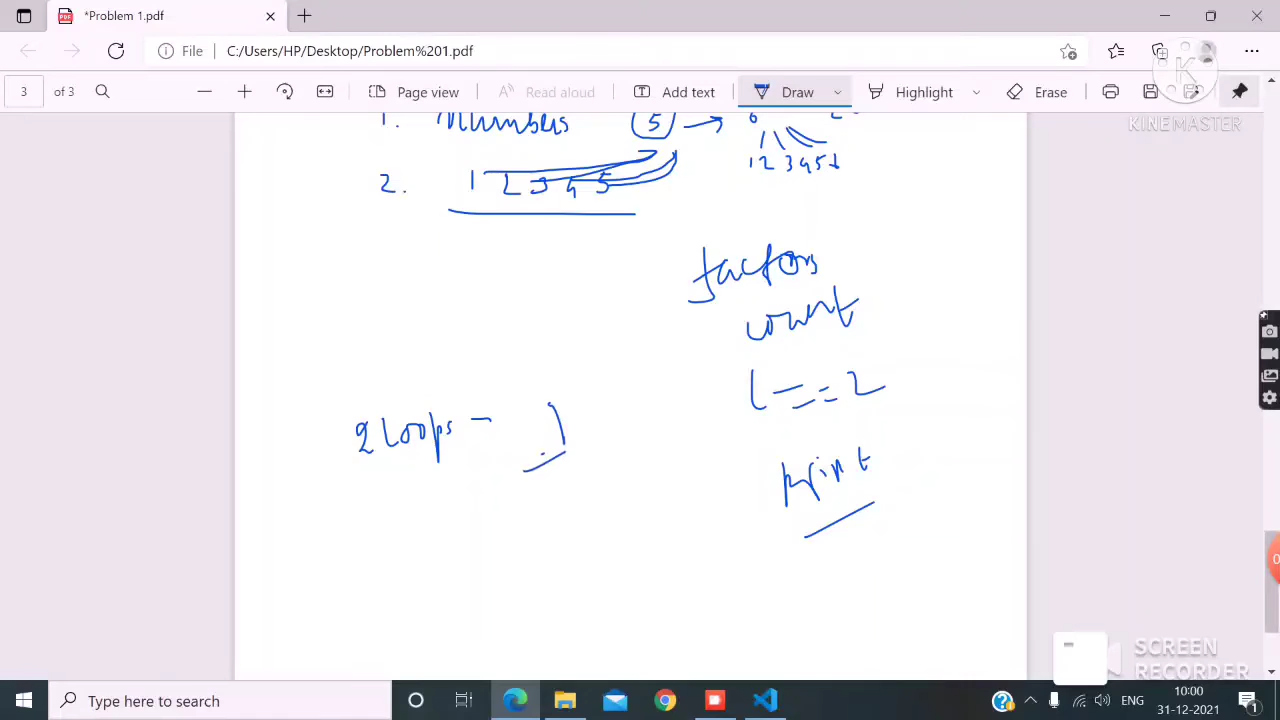 *Problem 1.pdf
File C:/Users/HP/Desktop/Problem%201.pdf
3 of 3 Page view Read aloud Add text Draw Highlight Erase
K
KINEMASTER
1. Numbers 5 →
1 2 3 4 5 6
2. 1 2 3 4 5
factors
count
2 loops -
print
SCREEN
RECORDER
Type here to search
ENG
10:00
31-12-2021
1